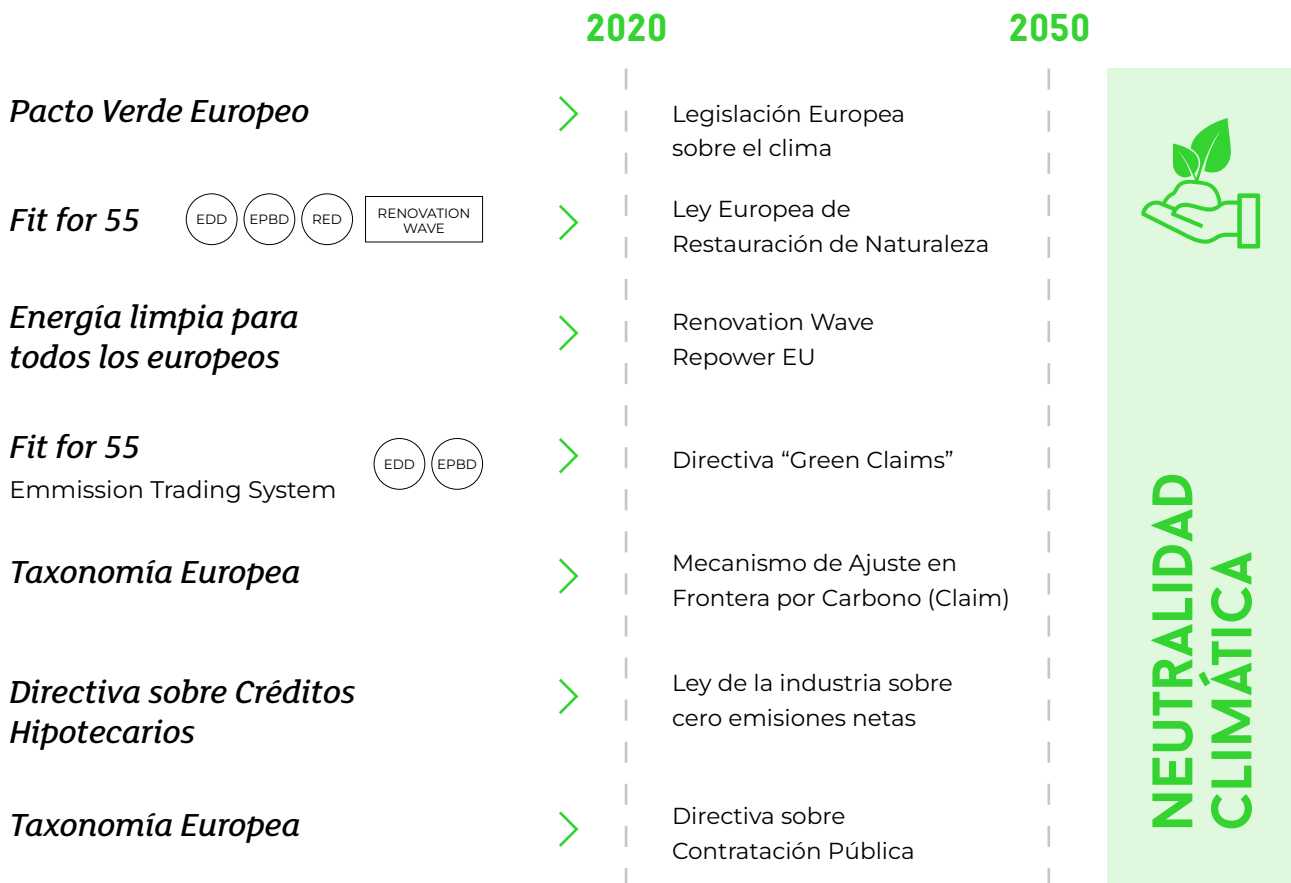 2020
2050
Pacto Verde Europeo
Legislación Europea
sobre el clima
Fit for 55
EDD
EPBD
RED
RENOVATION
WAVE
Ley Europea de
Restauración de Naturaleza
Energía limpia para
todos los europeos
Renovation Wave
Repower EU
Fit for 55
Emmission Trading System
EDD
EPBD
Directiva “Green Claims”
Taxonomía Europea
Mecanismo de Ajuste en
Frontera por Carbono (Claim)
Directiva sobre Créditos
Hipotecarios
Ley de la industria sobre
cero emisiones netas
Taxonomía Europea
Directiva sobre
Contratación Pública
NEUTRALIDAD
CLIMÁTICA